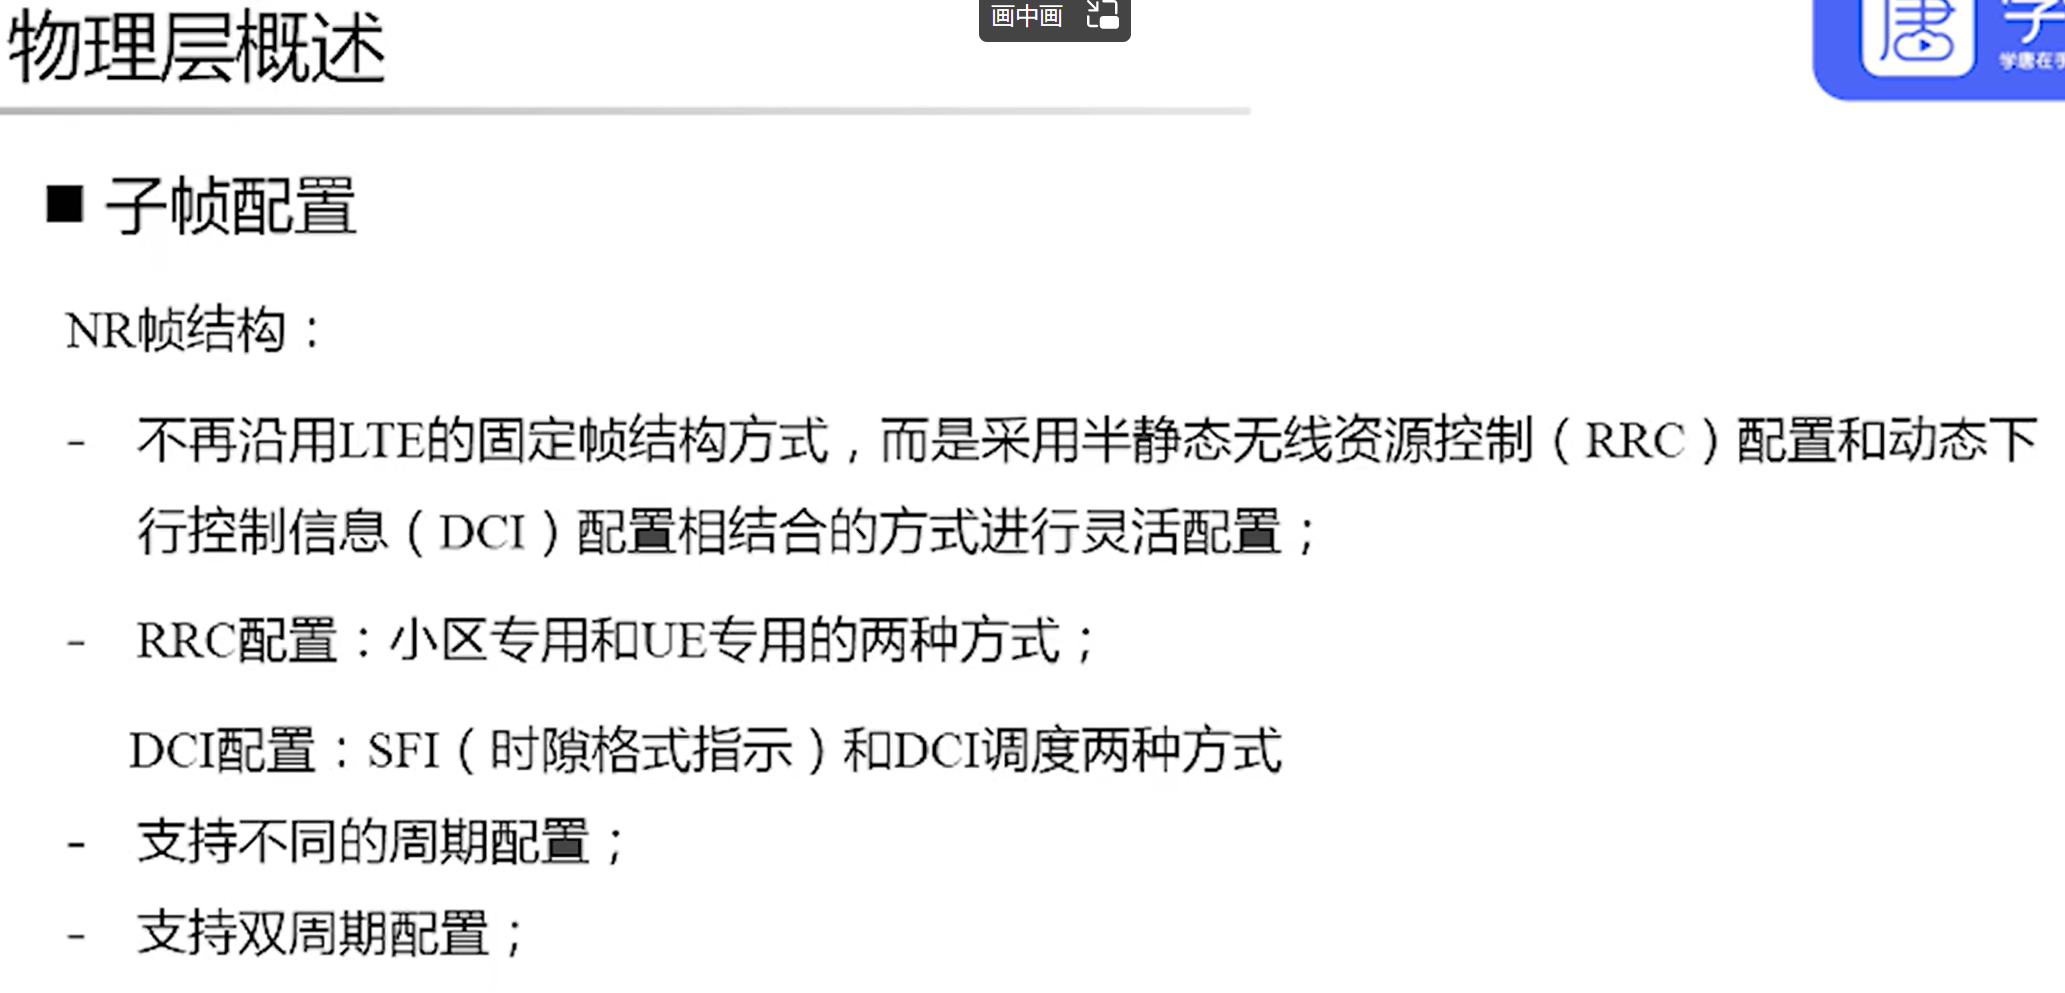 画中画
物理层概述
唐
学唐在手
■ 子帧配置
NR帧结构：
- 不再沿用LTE的固定帧结构方式，而是采用半静态无线资源控制（RRC）配置和动态下
行控制信息（DCI）配置相结合的方式进行灵活配置；
- RRC配置：小区专用和UE专用的两种方式；
DCI配置：SFI（时隙格式指示）和DCI调度两种方式
- 支持不同的周期配置；
- 支持双周期配置；